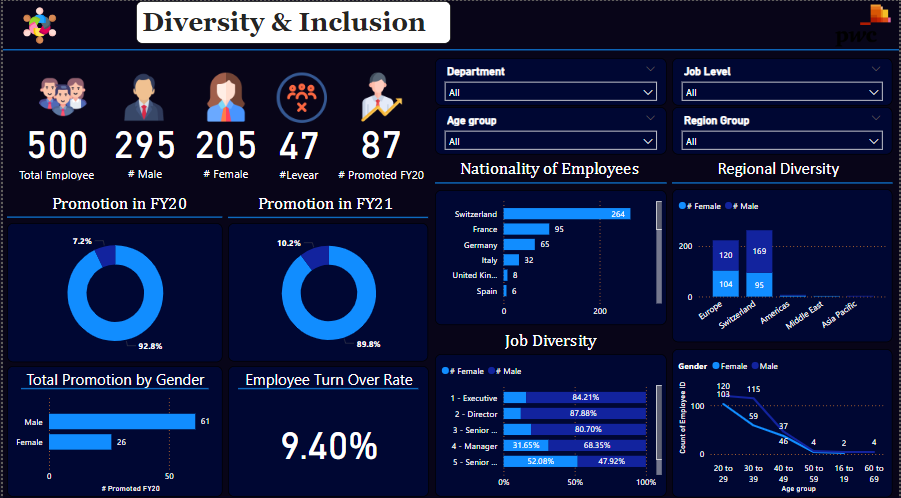 Diversity & Inclusion
pwc
500
Total Employee
295
# Male
205
# Female
47
#Levear
87
# Promoted FY20
Department
All
Job Level
All
Age group
All
Region Group
All
Promotion in FY20
7.2%
92.8%
Promotion in FY21
10.2%
89.8%
Nationality of Employees
Switzerland 264
France 95
Germany 65
Italy 32
United Kin... 8
Spain 6
0 200
Regional Diversity
# Female # Male
200
0
120 169
104 95
Europe Switzerland Americas Middle East Asia Pacific
Total Promotion by Gender
Male 61
Female 26
0 50
# Promoted FY20
Employee Turn Over Rate
9.40%
Job Diversity
# Female # Male
1 - Executive 84.21%
2 - Director 87.88%
3 - Senior ... 80.70%
4 - Manager 31.65% 68.35%
5 - Senior ... 52.08% 47.92%
0% 50% 100%
Gender Female Male
Count of Employee ID
100
0
120 115
103 59 37 46 4 2 4
20 to 29 30 to 39 40 to 49 50 to 59 16 to 19 60 to 69
Age group